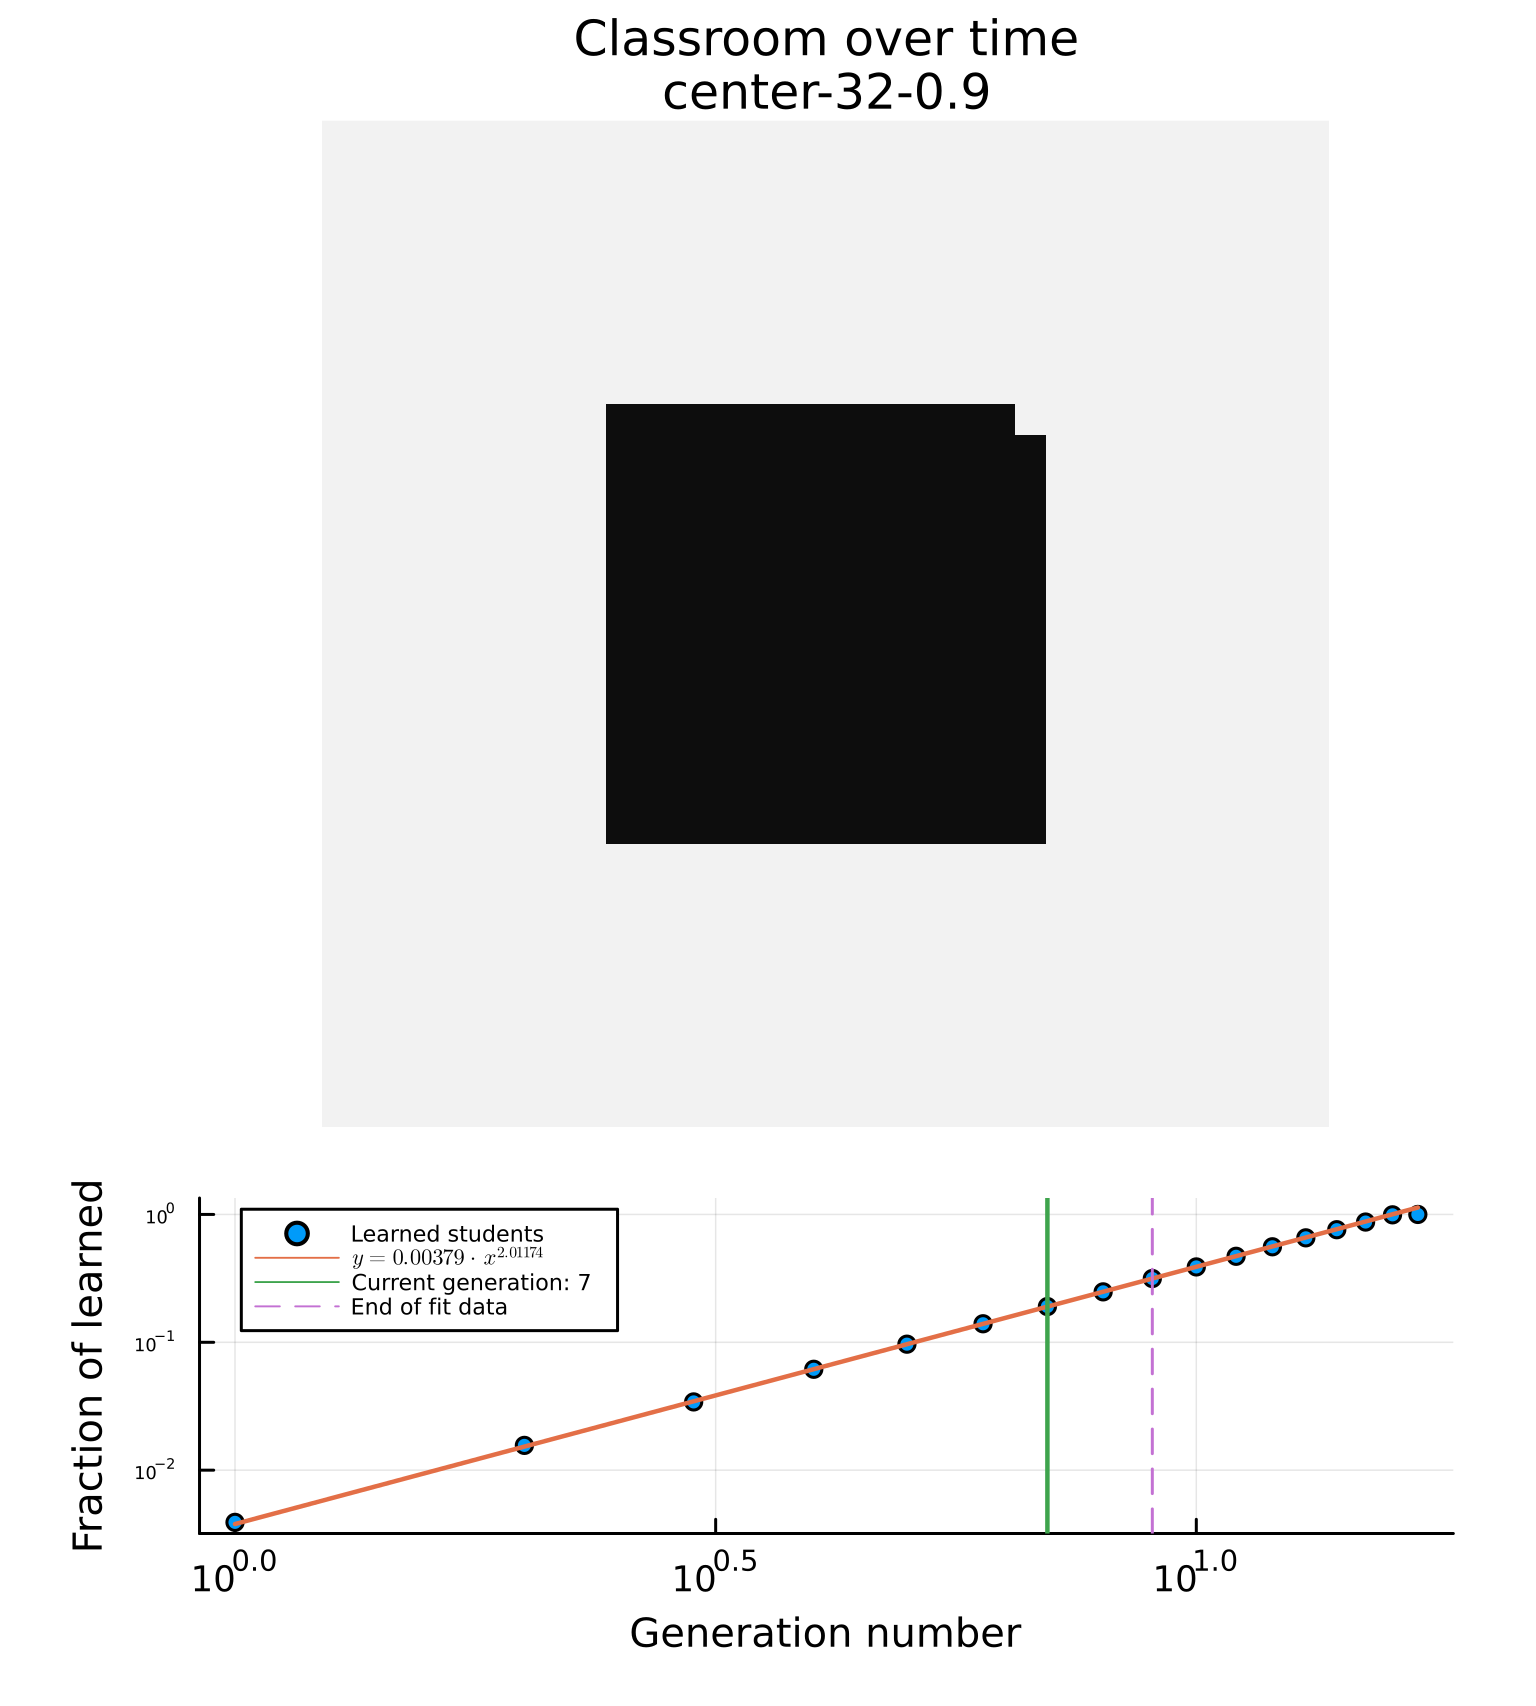 Classroom over time
center-32-0.9
Fraction of learned
10^0
10^-1
10^-2
Learned students
y = 0.00379 · x^2.01174
Current generation: 7
End of fit data
10^0.0 10^0.5 10^1.0
Generation number